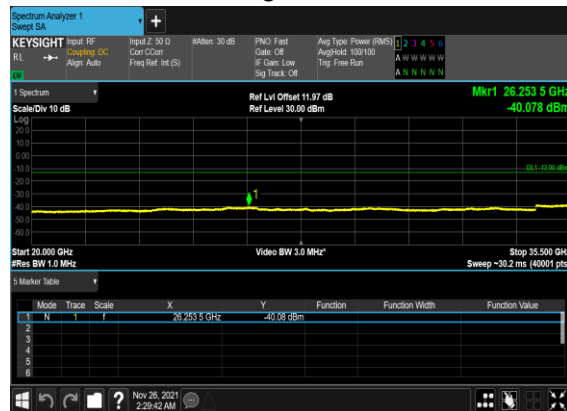 Spectrum Analyzer 1
Swept SA
+
KEYSIGHT Input: RF Input Z: 50 Ω #Atten: 30 dB PNO: Fast Avg Type: Power (RMS) 1 2 3 4 5 6
RL Coupling: DC Corr CCorr Gate: Off Avg|Hold: 100/100 A W W W W W
Align: Auto Freq Ref: Int (S) IF Gain: Low Trig: Free Run
Sig Track: Off A N N N N N
1 Spectrum Mkr1 26.253 5 GHz
Ref Lvl Offset 11.97 dB
Scale/Div 10 dB Ref Level 30.00 dBm -40.078 dBm
Log
20.0
10.0
0.00
-10.0 DL1 -13.00 dBm
-20.0
-30.0 1
-40.0
-50.0
-60.0
Start 20.000 GHz Video BW 3.0 MHz* Stop 35.500 GHz
#Res BW 1.0 MHz Sweep ~30.2 ms (40001 pts)
5 Marker Table
Mode Trace Scale X Y Function Function Width Function Value
1 N 1 f 26.253 5 GHz -40.08 dBm
2
3
4
5
6
? Nov 26, 2021
2:29:42 AM